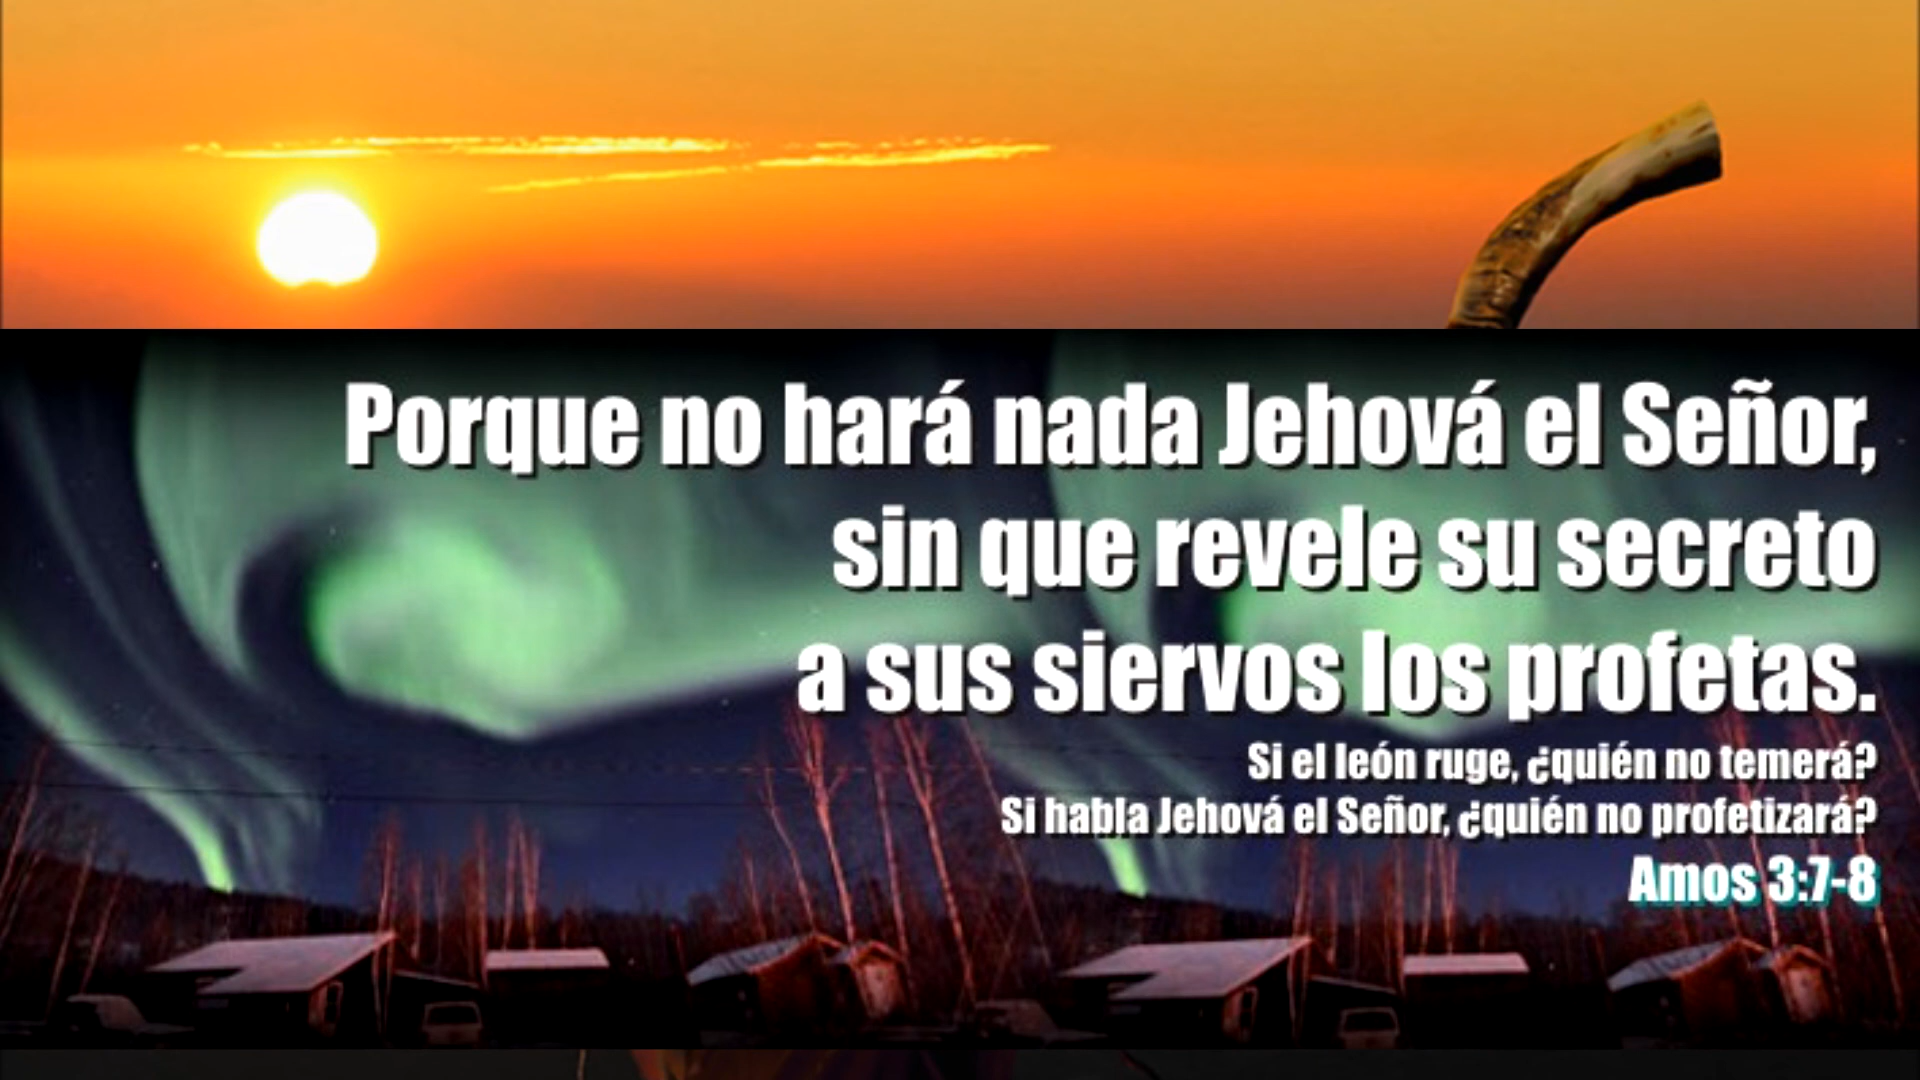 Porque no hará nada Jehová el Señor,
sin que revele su secreto
a sus siervos los profetas.
Si el león ruge, ¿quién no temerá?
Si habla Jehová el Señor, ¿quién no profetizará?
Amos 3:7-8